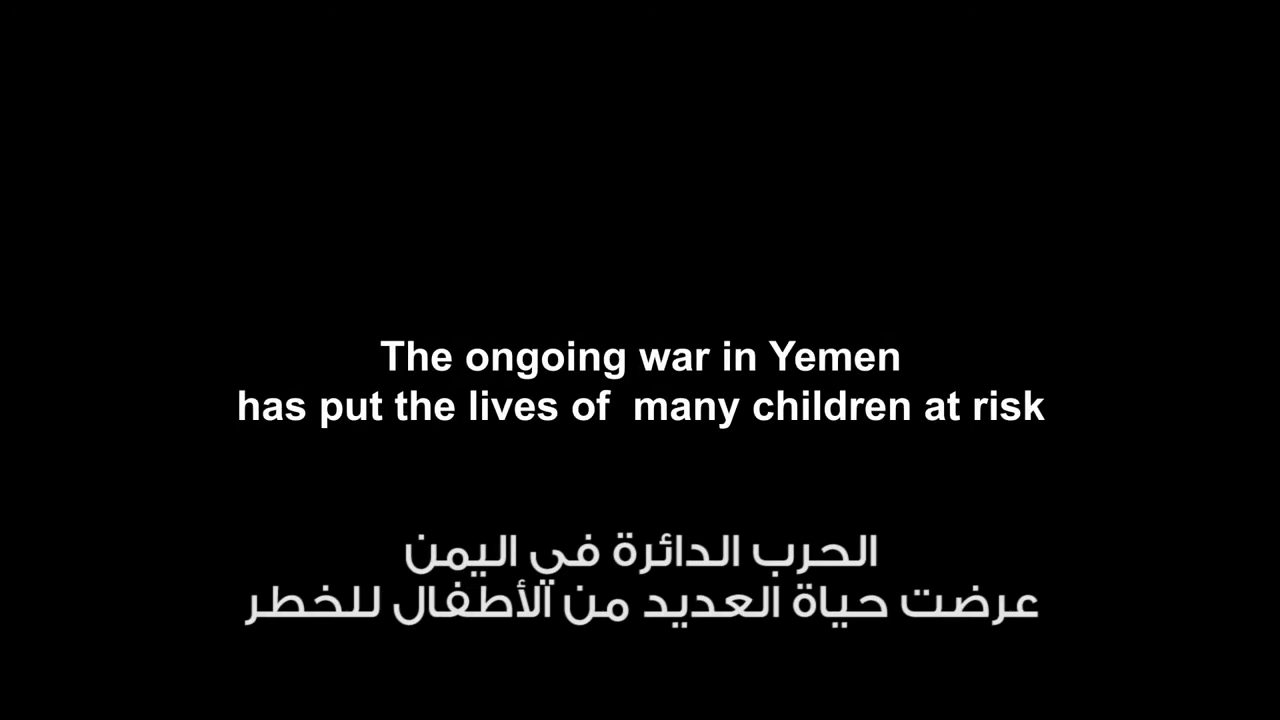 The ongoing war in Yemen
has put the lives of  many children at risk
الحرب الدائرة في اليمن
عرضت حياة العديد من الأطفال للخطر